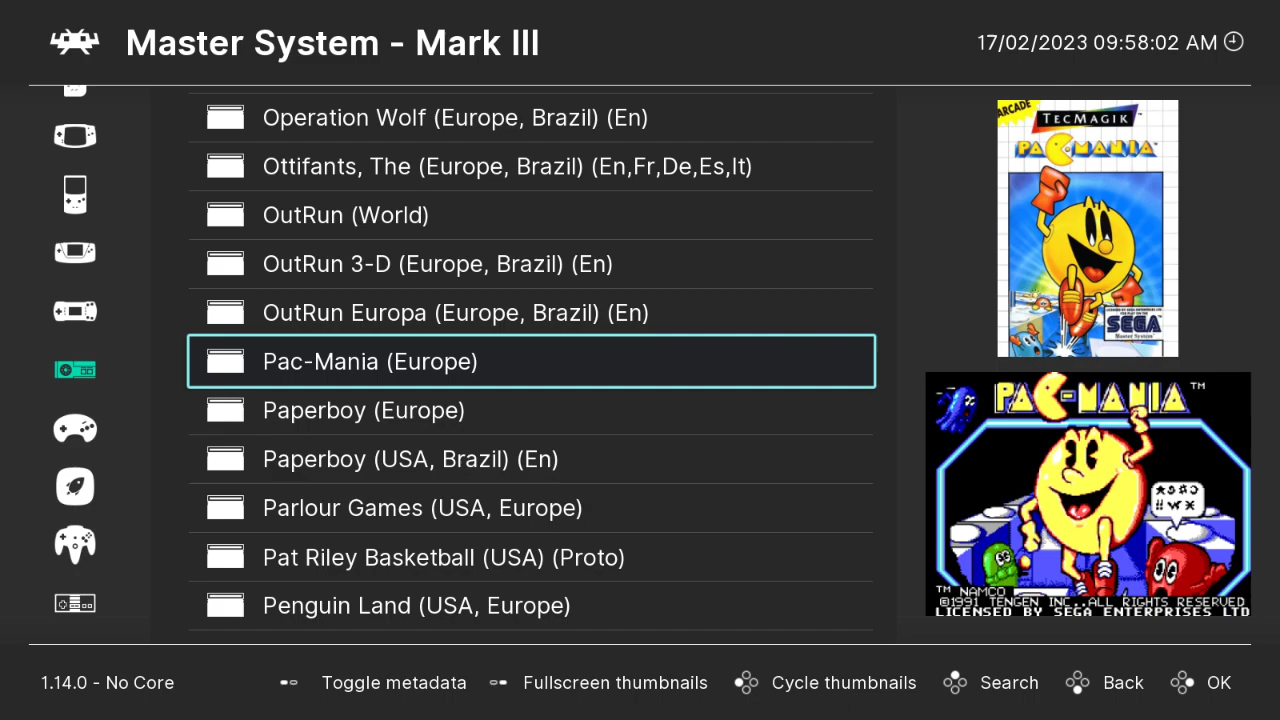 Master System - Mark III
17/02/2023 09:58:02 AM
Operation Wolf (Europe, Brazil) (En)
Ottifants, The (Europe, Brazil) (En,Fr,De,Es,It)
OutRun (World)
OutRun 3-D (Europe, Brazil) (En)
OutRun Europa (Europe, Brazil) (En)
Pac-Mania (Europe)
Paperboy (Europe)
Paperboy (USA, Brazil) (En)
Parlour Games (USA, Europe)
Pat Riley Basketball (USA) (Proto)
Penguin Land (USA, Europe)
ARCADE
TECMAGIK™
PAC-MANIA
SEGA
Master System
PAC-MANIA™
™ NAMCO
©1991 TENGEN INC. ALL RIGHTS RESERVED
LICENSED BY SEGA ENTERPRISES LTD
1.14.0 - No Core
Toggle metadata
Fullscreen thumbnails
Cycle thumbnails
Search
Back
OK